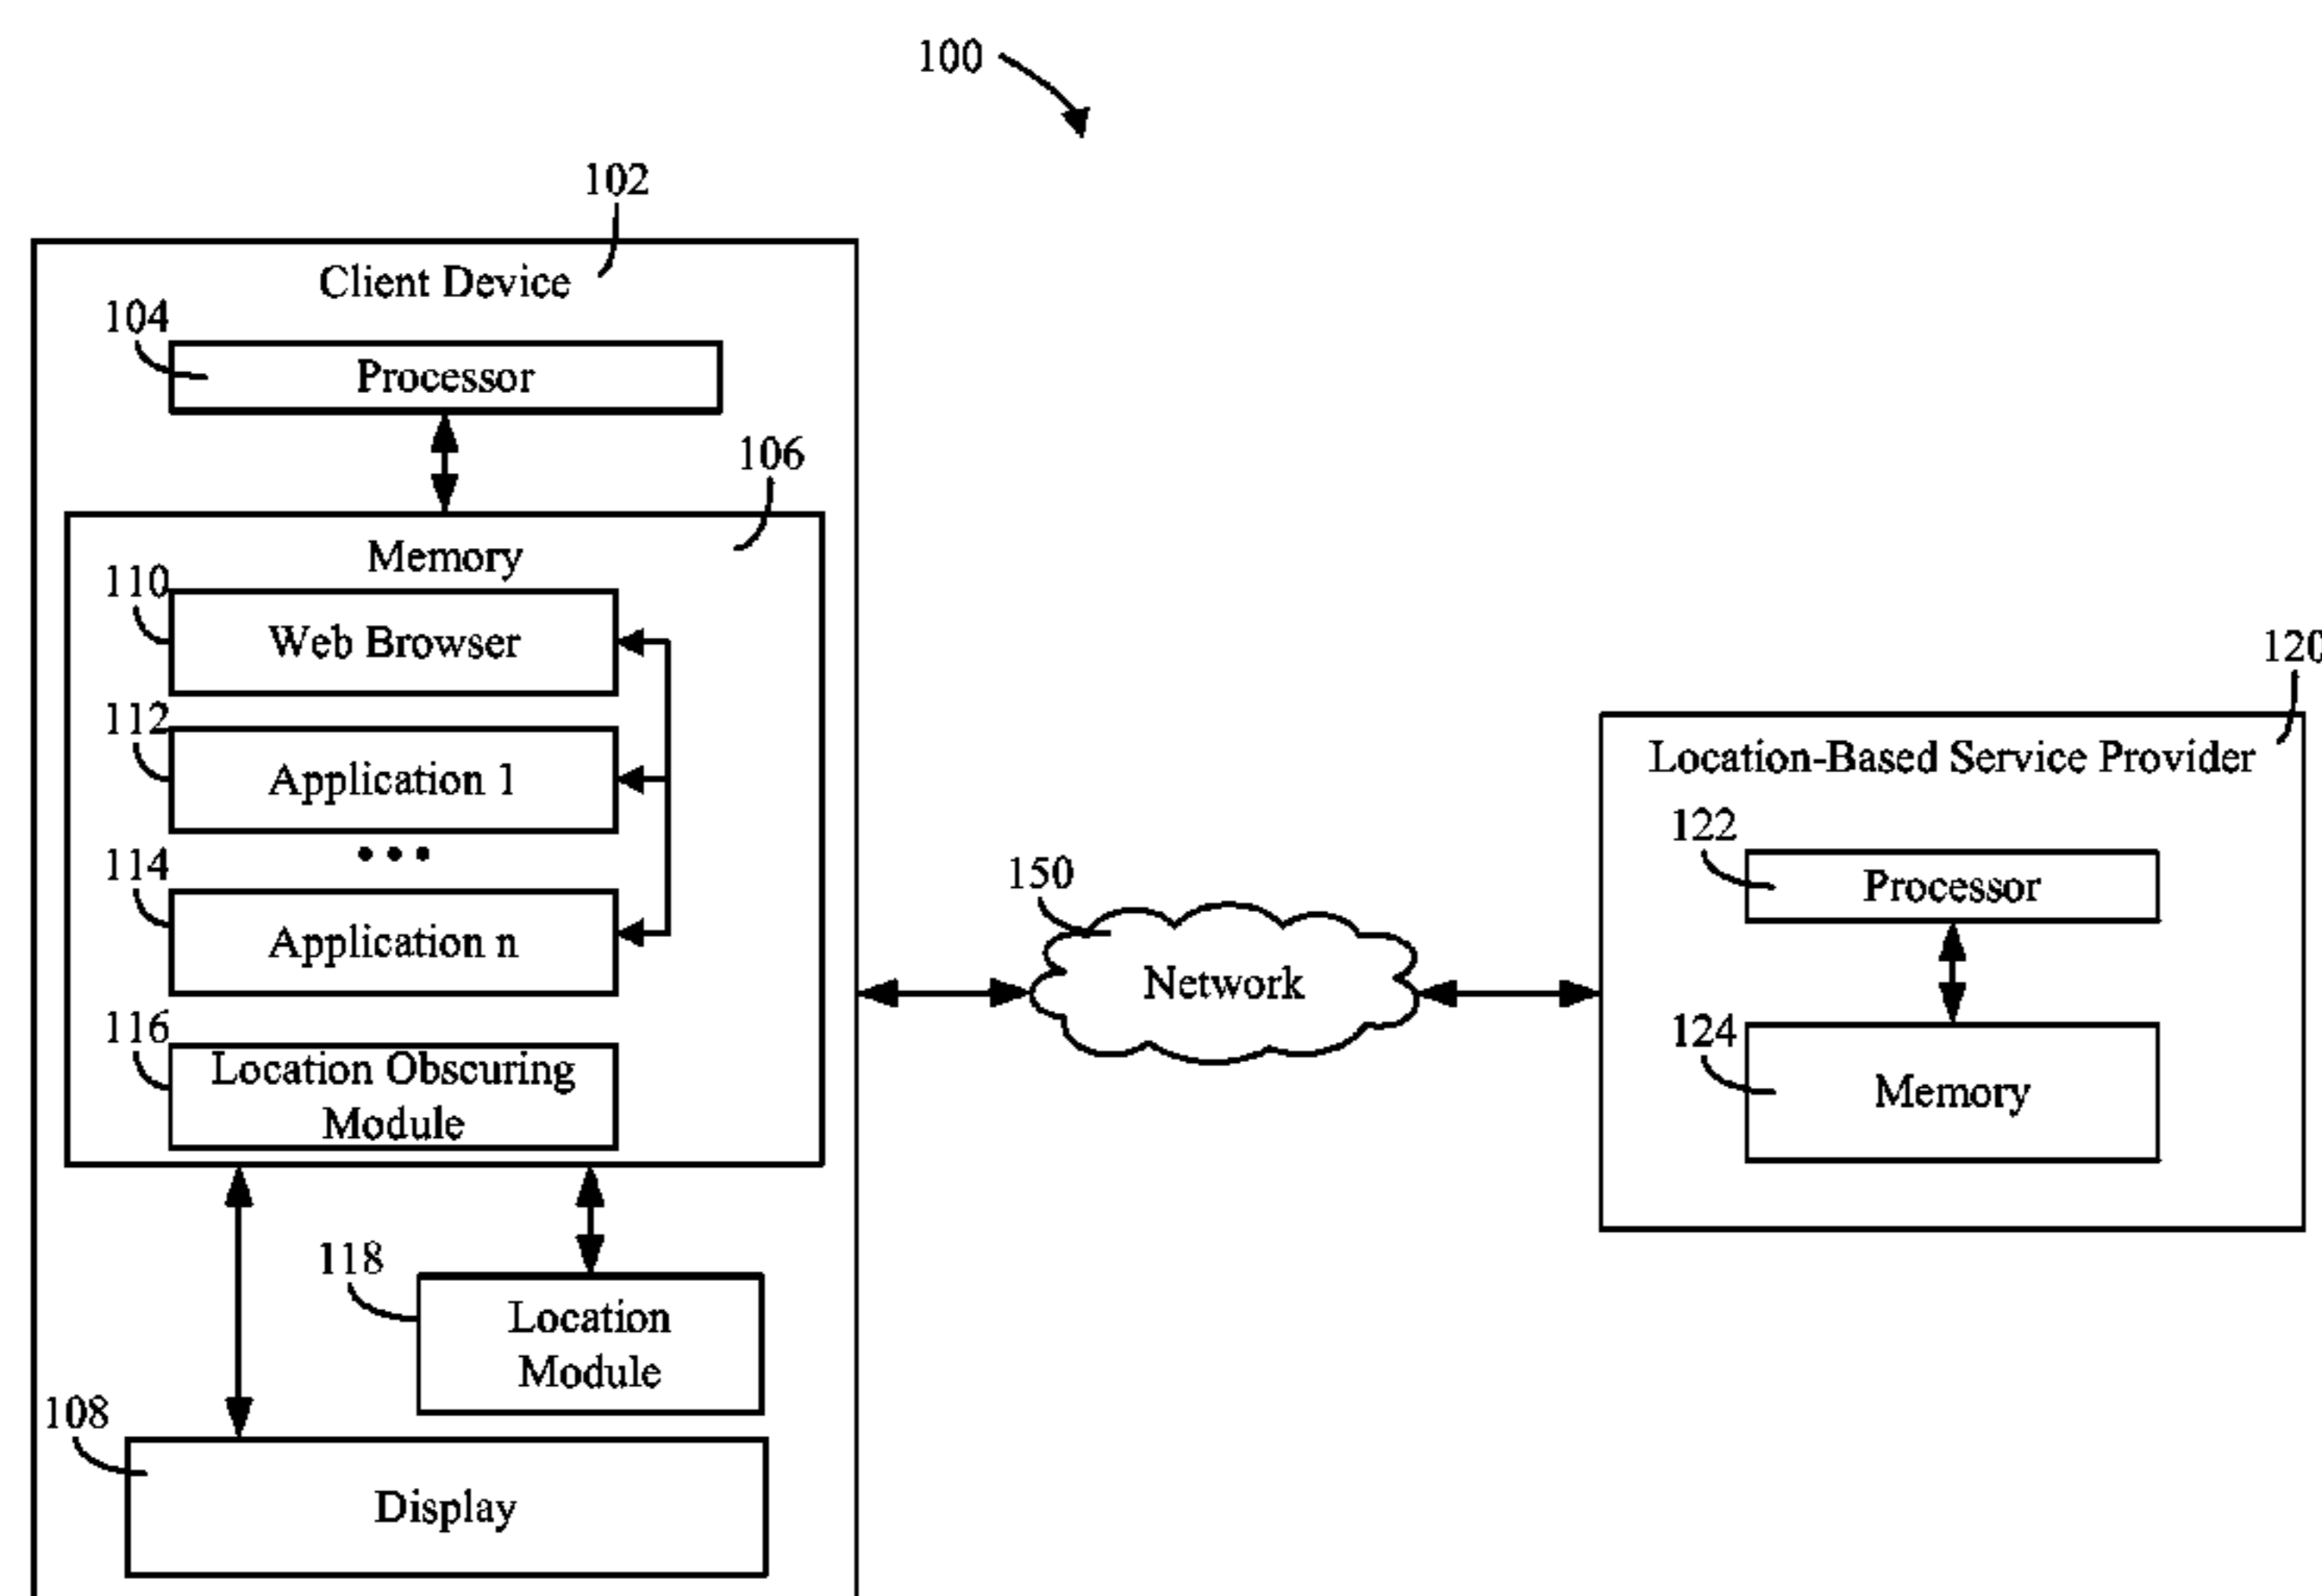 100
102
Client Device
104
Processor
106
Memory
110
Web Browser
112
Application 1
114
Application n
116
Location Obscuring
Module
118
Location
Module
108
Display
150
Network
120
Location-Based Service Provider
122
Processor
124
Memory